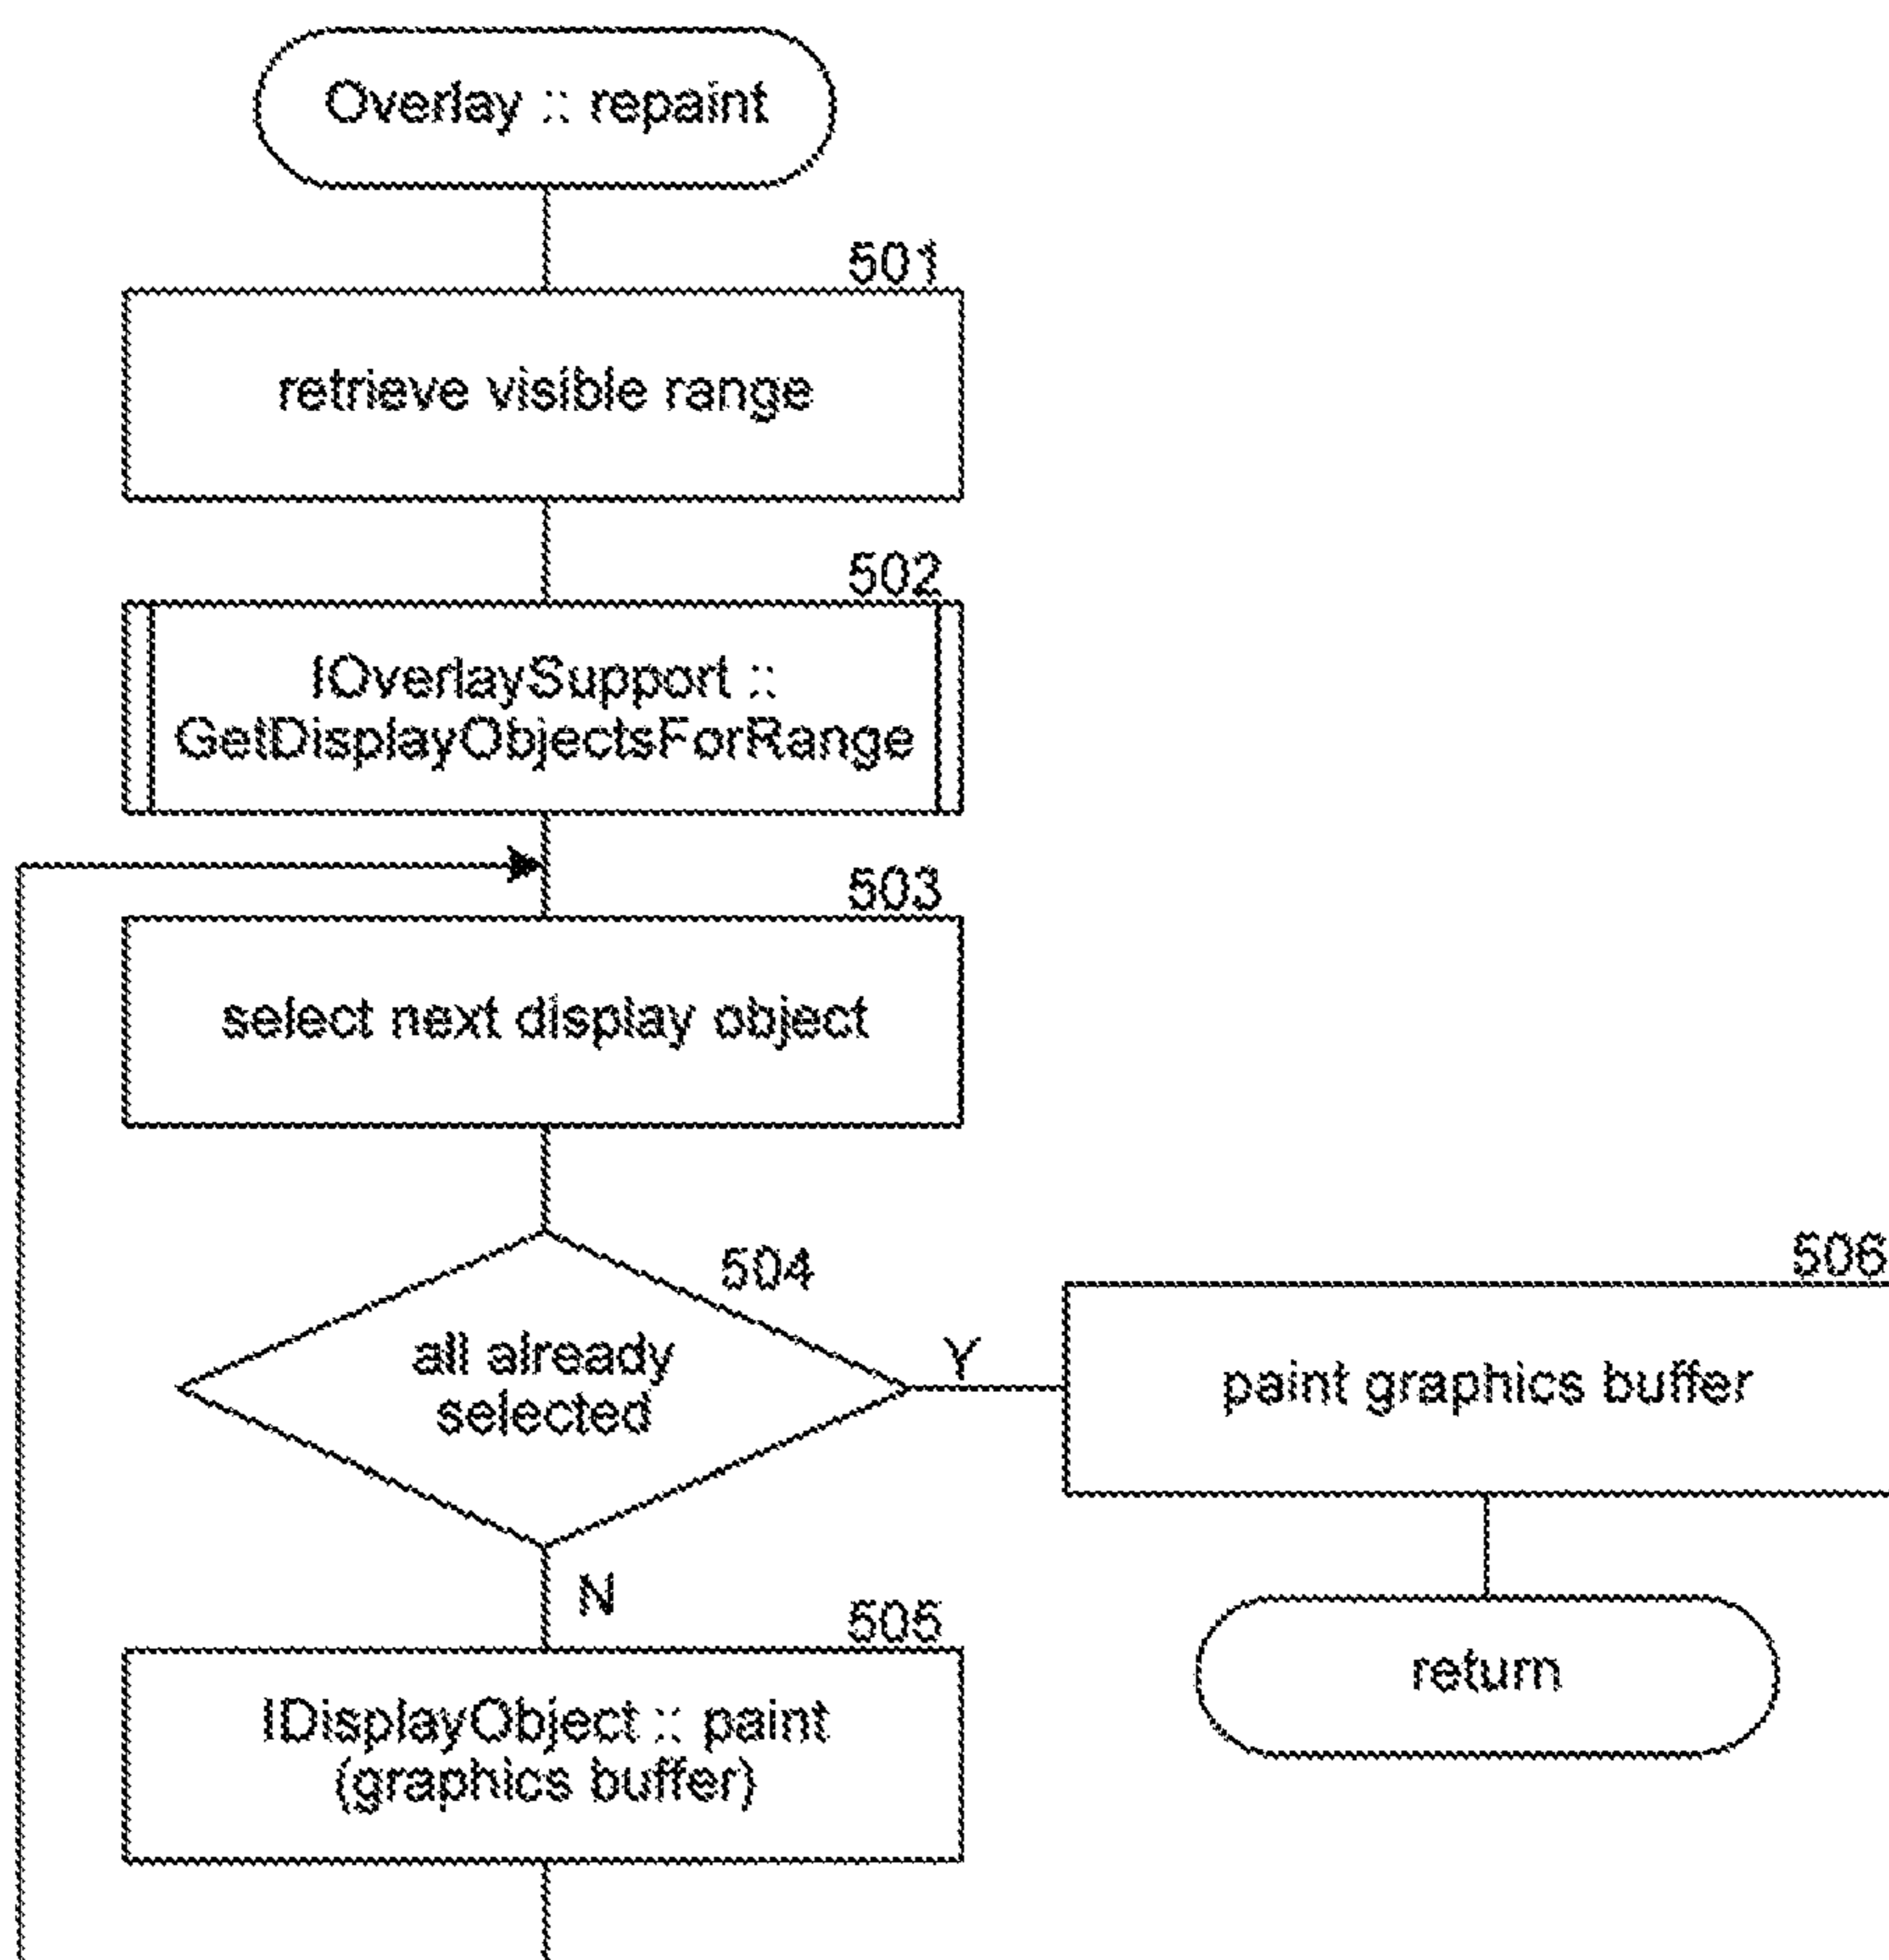 Overlay :: repaint
501
retrieve visible range
502
IOverlaySupport ::
GetDisplayObjectsForRange
503
select next display object
504
all already
selected
Y
506
paint graphics buffer
N
return
505
IDisplayObject :: paint
(graphics buffer)